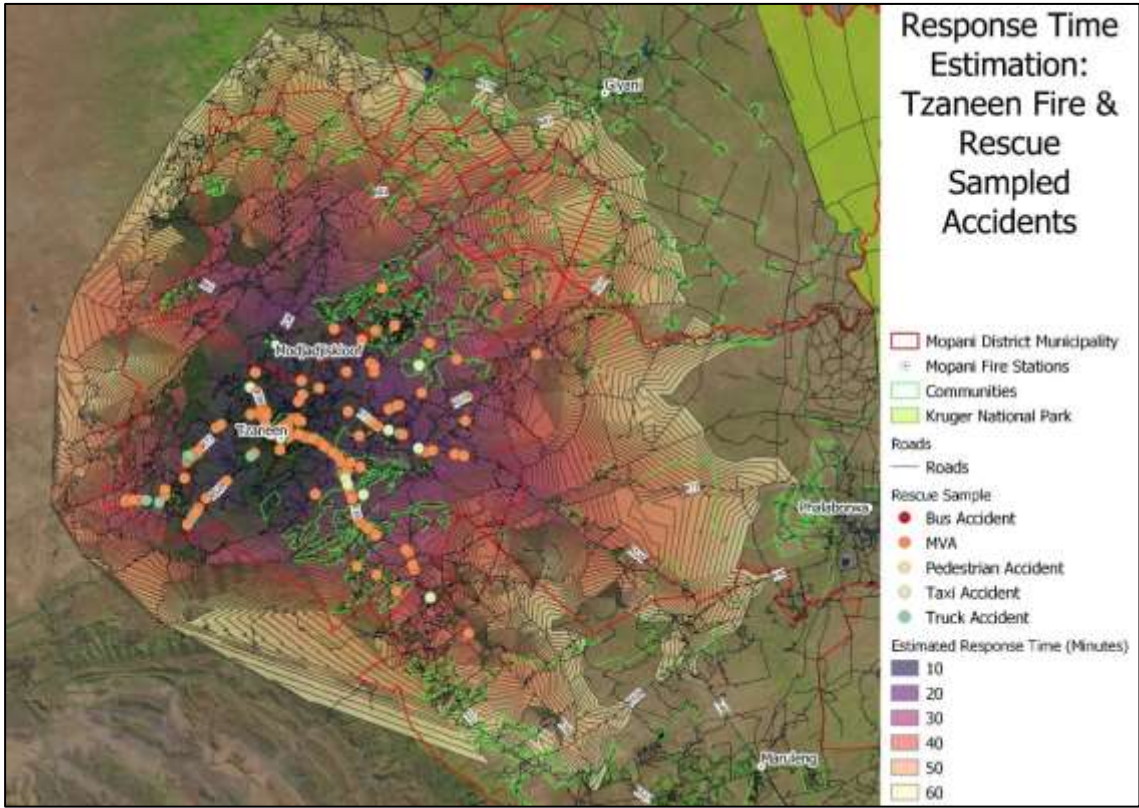 Response Time
Estimation:
Tzaneen Fire &
Rescue
Sampled
Accidents
Giyani
Modjadjiskloof
Tzaneen
Phalaborwa
Maruleng
Mopani District Municipality
Mopani Fire Stations
Communities
Kruger National Park
Roads
Roads
Rescue Sample
Bus Accident
MVA
Pedestrian Accident
Taxi Accident
Truck Accident
Estimated Response Time (Minutes)
10
20
30
40
50
60